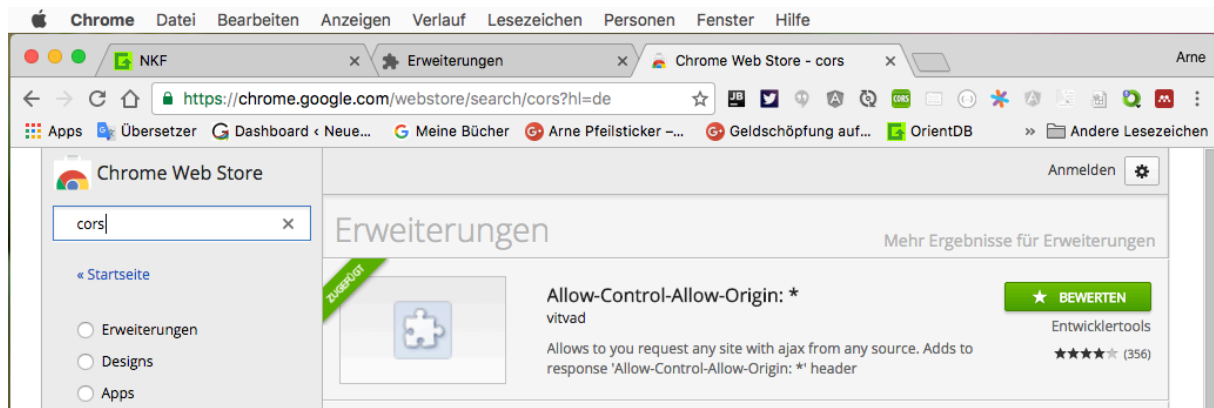 Chrome Datei Bearbeiten Anzeigen Verlauf Lesezeichen Personen Fenster Hilfe
NKF Erweiterungen Chrome Web Store - cors Arne
https://chrome.google.com/webstore/search/cors?hl=de JB CORS
Apps Übersetzer Dashboard ‹ Neue... Meine Bücher Arne Pfeilsticker –... Geldschöpfung auf... OrientDB » Andere Lesezeichen
Chrome Web Store Anmelden
cors
Erweiterungen Mehr Ergebnisse für Erweiterungen
« Startseite
Erweiterungen
Designs
Apps
ZUGEFÜGT
Allow-Control-Allow-Origin: *
vitvad
Allows to you request any site with ajax from any source. Adds to
response 'Allow-Control-Allow-Origin: *' header
BEWERTEN
Entwicklertools
(356)